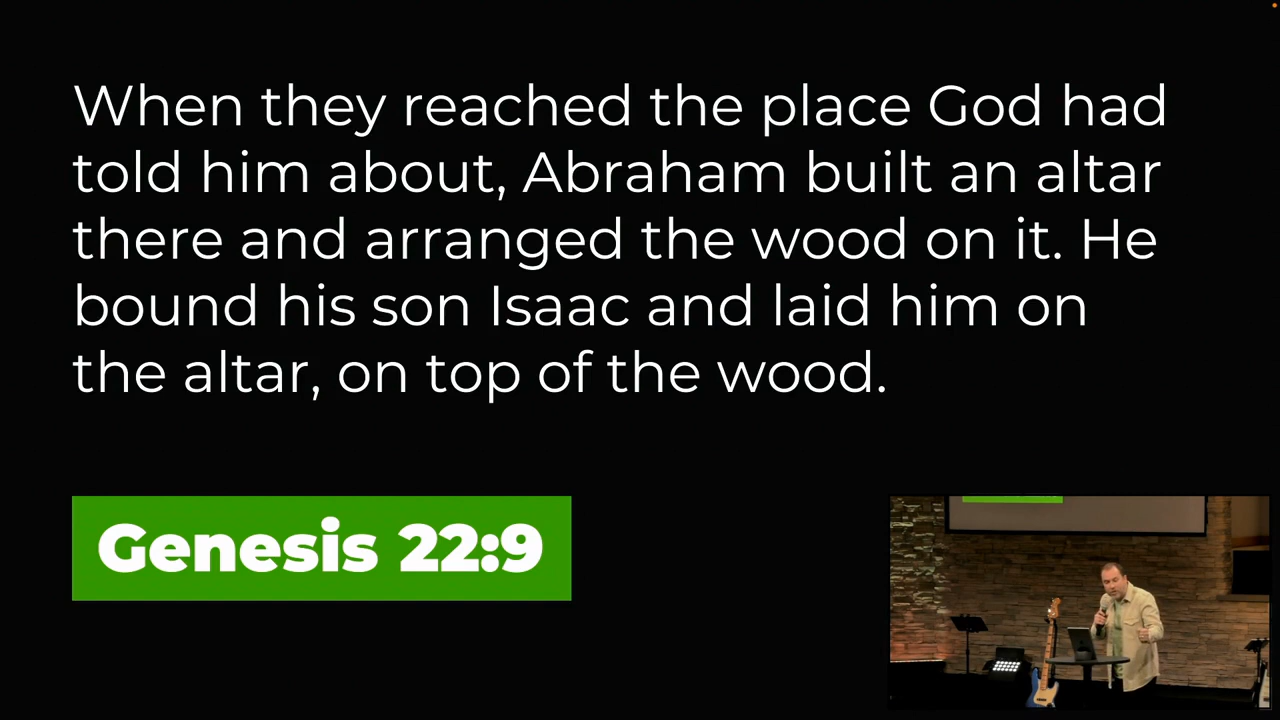 When they reached the place God had
told him about, Abraham built an altar
there and arranged the wood on it. He
bound his son Isaac and laid him on
the altar, on top of the wood.
Genesis 22:9